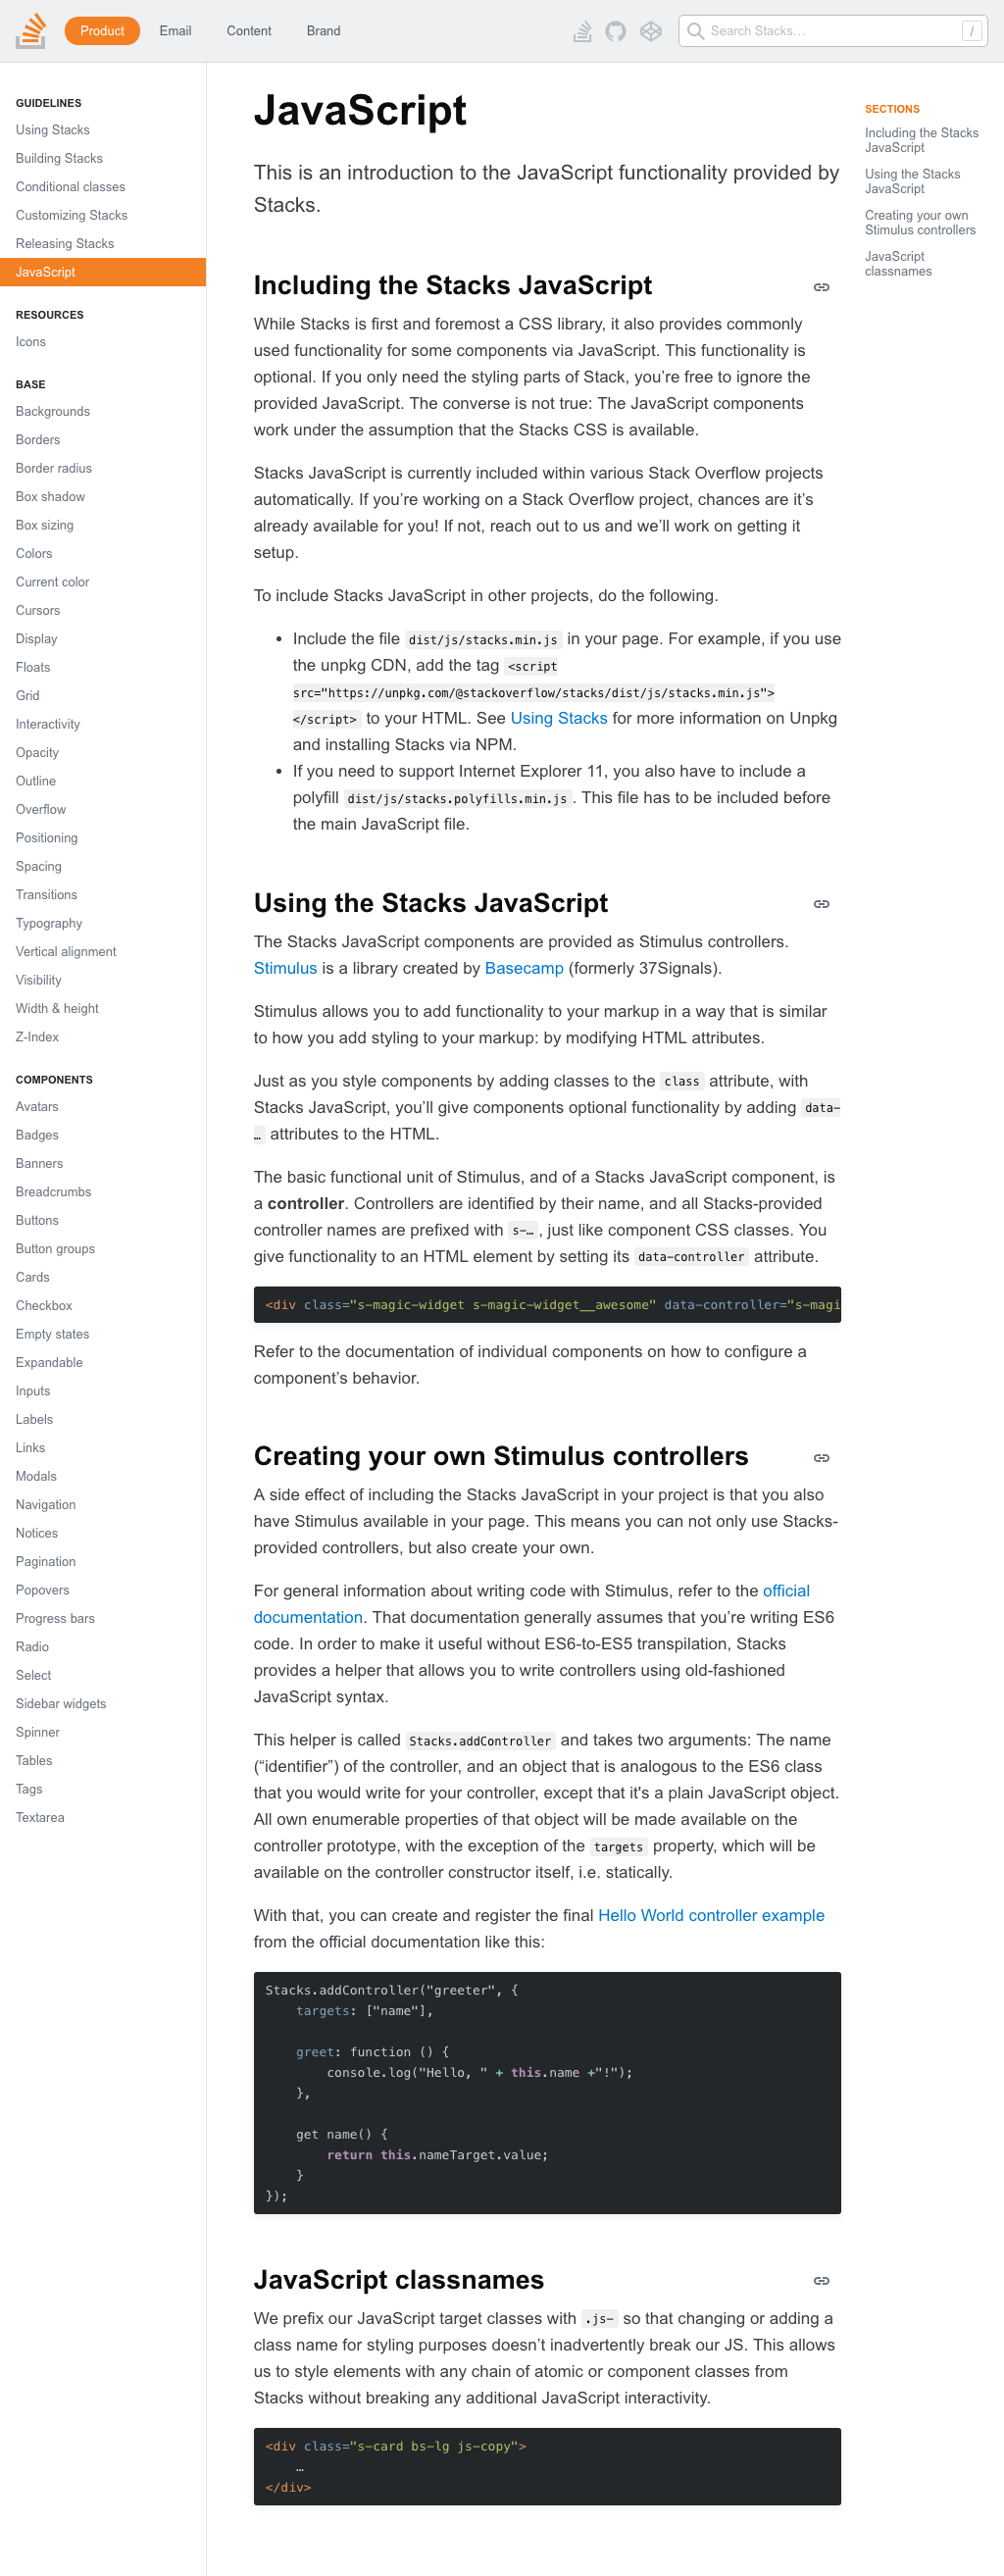 Product
Email
Content
Brand
Search Stacks…
/
GUIDELINES
Using Stacks
Building Stacks
Conditional classes
Customizing Stacks
Releasing Stacks
JavaScript
RESOURCES
Icons
BASE
Backgrounds
Borders
Border radius
Box shadow
Box sizing
Colors
Current color
Cursors
Display
Floats
Grid
Interactivity
Opacity
Outline
Overflow
Positioning
Spacing
Transitions
Typography
Vertical alignment
Visibility
Width & height
Z-Index
COMPONENTS
Avatars
Badges
Banners
Breadcrumbs
Buttons
Button groups
Cards
Checkbox
Empty states
Expandable
Inputs
Labels
Links
Modals
Navigation
Notices
Pagination
Popovers
Progress bars
Radio
Select
Sidebar widgets
Spinner
Tables
Tags
Textarea
JavaScript
This is an introduction to the JavaScript functionality provided by
Stacks.
Including the Stacks JavaScript
While Stacks is first and foremost a CSS library, it also provides commonly
used functionality for some components via JavaScript. This functionality is
optional. If you only need the styling parts of Stack, you’re free to ignore the
provided JavaScript. The converse is not true: The JavaScript components
work under the assumption that the Stacks CSS is available.
Stacks JavaScript is currently included within various Stack Overflow projects
automatically. If you’re working on a Stack Overflow project, chances are it’s
already available for you! If not, reach out to us and we’ll work on getting it
setup.
To include Stacks JavaScript in other projects, do the following.
• Include the file dist/js/stacks.min.js in your page. For example, if you use
the unpkg CDN, add the tag <script
src="https://unpkg.com/@stackoverflow/stacks/dist/js/stacks.min.js">
</script> to your HTML. See Using Stacks for more information on Unpkg
and installing Stacks via NPM.
• If you need to support Internet Explorer 11, you also have to include a
polyfill dist/js/stacks.polyfills.min.js. This file has to be included before
the main JavaScript file.
Using the Stacks JavaScript
The Stacks JavaScript components are provided as Stimulus controllers.
Stimulus is a library created by Basecamp (formerly 37Signals).
Stimulus allows you to add functionality to your markup in a way that is similar
to how you add styling to your markup: by modifying HTML attributes.
Just as you style components by adding classes to the class attribute, with
Stacks JavaScript, you’ll give components optional functionality by adding data-
… attributes to the HTML.
The basic functional unit of Stimulus, and of a Stacks JavaScript component, is
a controller. Controllers are identified by their name, and all Stacks-provided
controller names are prefixed with s-…, just like component CSS classes. You
give functionality to an HTML element by setting its data-controller attribute.
<div class="s-magic-widget s-magic-widget__awesome" data-controller="s-magi
Refer to the documentation of individual components on how to configure a
component’s behavior.
Creating your own Stimulus controllers
A side effect of including the Stacks JavaScript in your project is that you also
have Stimulus available in your page. This means you can not only use Stacks-
provided controllers, but also create your own.
For general information about writing code with Stimulus, refer to the official
documentation. That documentation generally assumes that you’re writing ES6
code. In order to make it useful without ES6-to-ES5 transpilation, Stacks
provides a helper that allows you to write controllers using old-fashioned
JavaScript syntax.
This helper is called Stacks.addController and takes two arguments: The name
(“identifier”) of the controller, and an object that is analogous to the ES6 class
that you would write for your controller, except that it's a plain JavaScript object.
All own enumerable properties of that object will be made available on the
controller prototype, with the exception of the targets property, which will be
available on the controller constructor itself, i.e. statically.
With that, you can create and register the final Hello World controller example
from the official documentation like this:
Stacks.addController("greeter", {
    targets: ["name"],
    greet: function () {
        console.log("Hello, " + this.name +"!");
    },
    get name() {
        return this.nameTarget.value;
    }
});
JavaScript classnames
We prefix our JavaScript target classes with .js- so that changing or adding a
class name for styling purposes doesn’t inadvertently break our JS. This allows
us to style elements with any chain of atomic or component classes from
Stacks without breaking any additional JavaScript interactivity.
<div class="s-card bs-lg js-copy">
    …
</div>
SECTIONS
Including the Stacks
JavaScript
Using the Stacks
JavaScript
Creating your own
Stimulus controllers
JavaScript
classnames